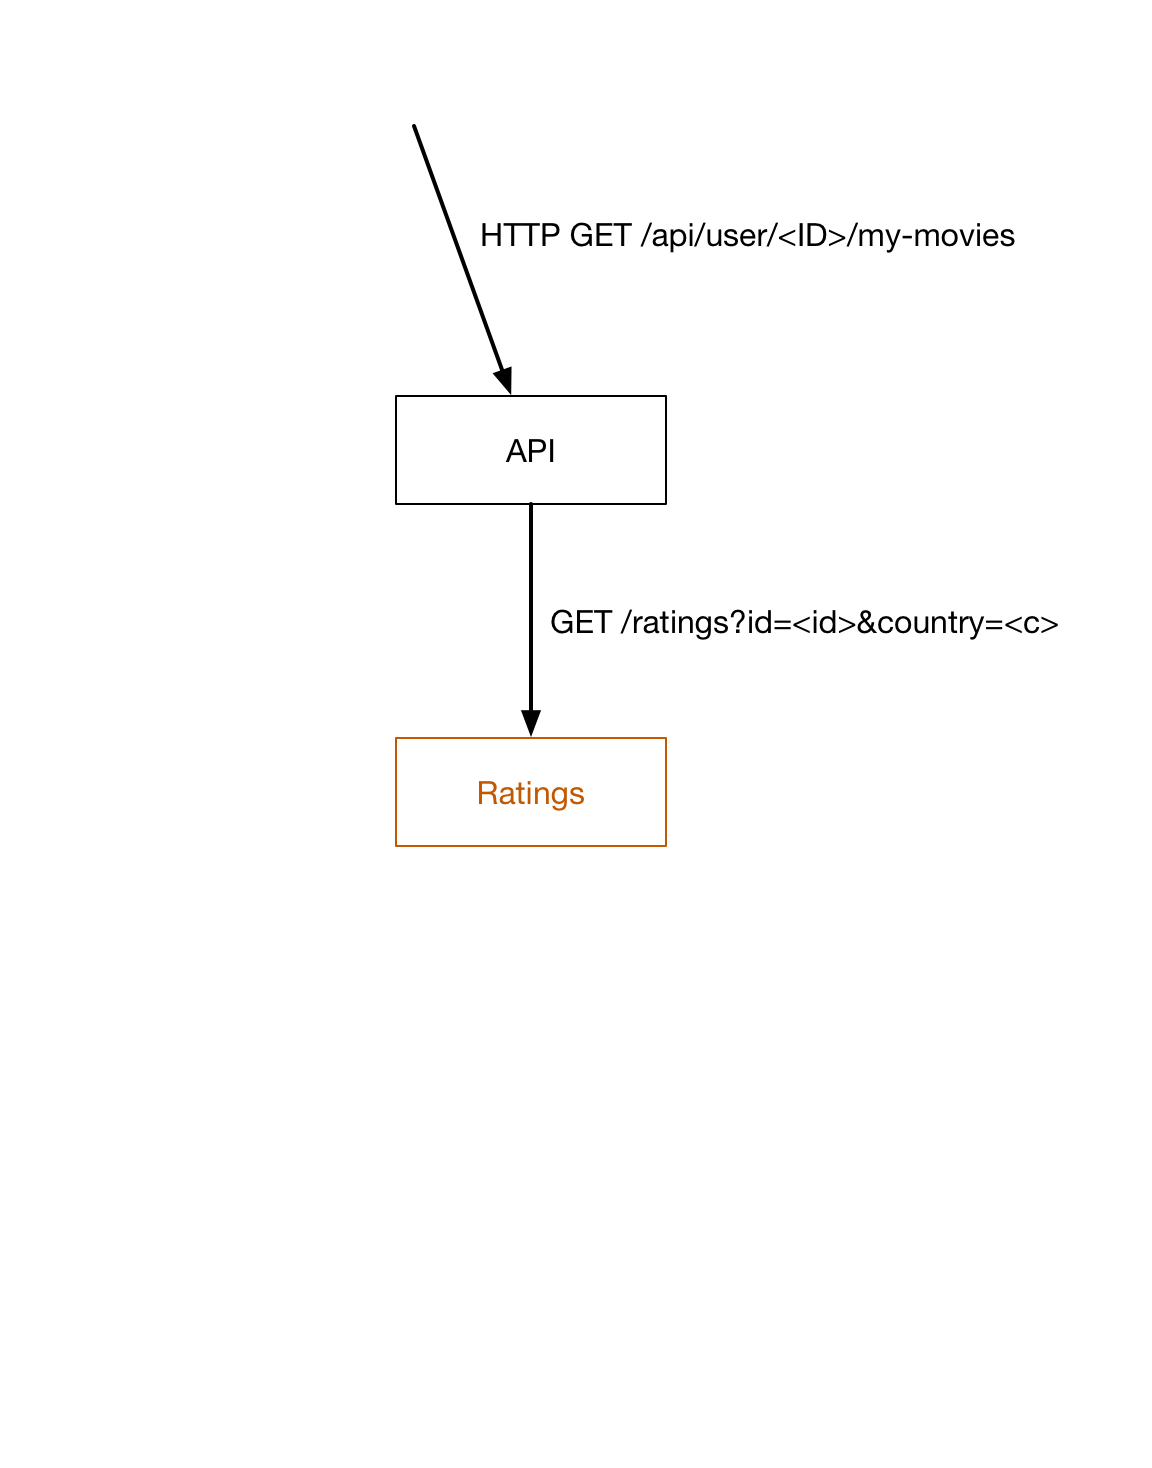 HTTP GET /api/user/<ID>/my-movies
API
GET /ratings?id=<id>&country=<c>
Ratings